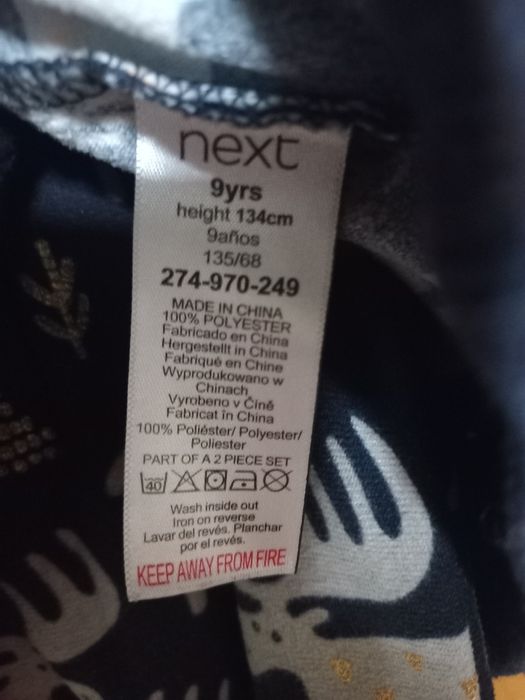 next
9yrs
height 134cm
9años
135/68
274-970-249
MADE IN CHINA
100% POLYESTER
Fabricado en China
Hergestellt in China
Fabriqué en Chine
Wyprodukowano w
Chinach
Vyrobeno v Číně
Fabricat în China
100% Poliéster/ Polyester/
Poliester
PART OF A 2 PIECE SET
40
Wash inside out
Iron on reverse
Lavar del revés. Planchar
por el revés.
KEEP AWAY FROM FIRE